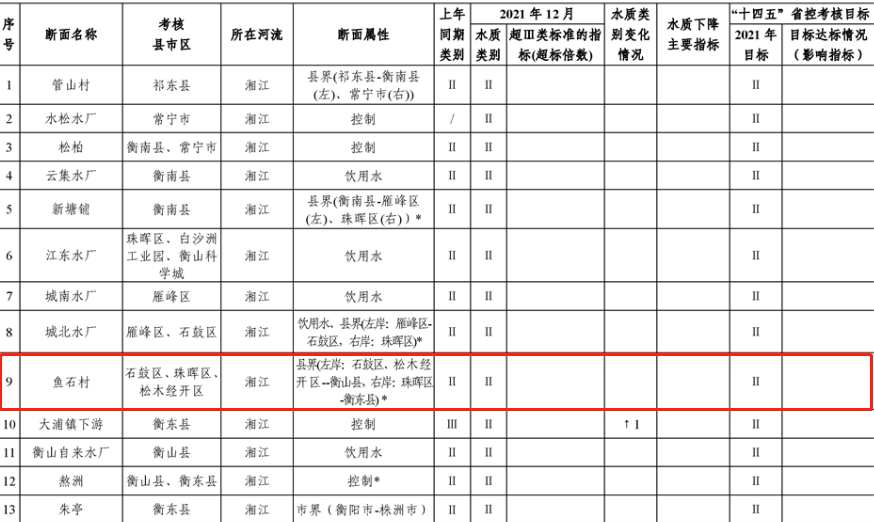 序号 断面名称 考核县市区 所在河流 断面属性 上年同期类别 2021 年 12 月 水质类别变化情况 水质下降主要指标 “十四五”省控考核目标
水质类别 超Ⅲ类标准的指标(超标倍数) 2021 年目标 目标达标情况（影响指标）
1 管山村 祁东县 湘江 县界(祁东县-衡南县(左)、常宁市(右)) Ⅱ Ⅱ Ⅱ
2 水松水厂 常宁市 湘江 控制 / Ⅱ Ⅱ
3 松柏 衡南县、常宁市 湘江 控制 Ⅱ Ⅱ Ⅱ
4 云集水厂 衡南县 湘江 饮用水 Ⅱ Ⅱ Ⅱ
5 新塘铺 衡南县 湘江 县界(衡南县-雁峰区(左)、珠晖区(右))* Ⅱ Ⅱ Ⅱ
6 江东水厂 珠晖区、白沙洲工业园、衡山科学城 湘江 饮用水 Ⅱ Ⅱ Ⅱ
7 城南水厂 雁峰区 湘江 饮用水 Ⅱ Ⅱ Ⅱ
8 城北水厂 雁峰区、石鼓区 湘江 饮用水、县界(左岸：雁峰区-石鼓区，右岸：珠晖区)* Ⅱ Ⅱ Ⅱ
9 鱼石村 石鼓区、珠晖区、松木经开区 湘江 县界(左岸：石鼓区、松木经开区--衡山县，右岸：珠晖区-衡东县)* Ⅱ Ⅱ Ⅱ
10 大浦镇下游 衡东县 湘江 控制 Ⅲ Ⅱ ↑1 Ⅱ
11 衡山自来水厂 衡山县 湘江 饮用水 Ⅱ Ⅱ Ⅱ
12 熬洲 衡山县、衡东县 湘江 控制* Ⅱ Ⅱ Ⅱ
13 朱亭 衡东县 湘江 市界（衡阳市-株洲市） Ⅱ Ⅱ Ⅱ